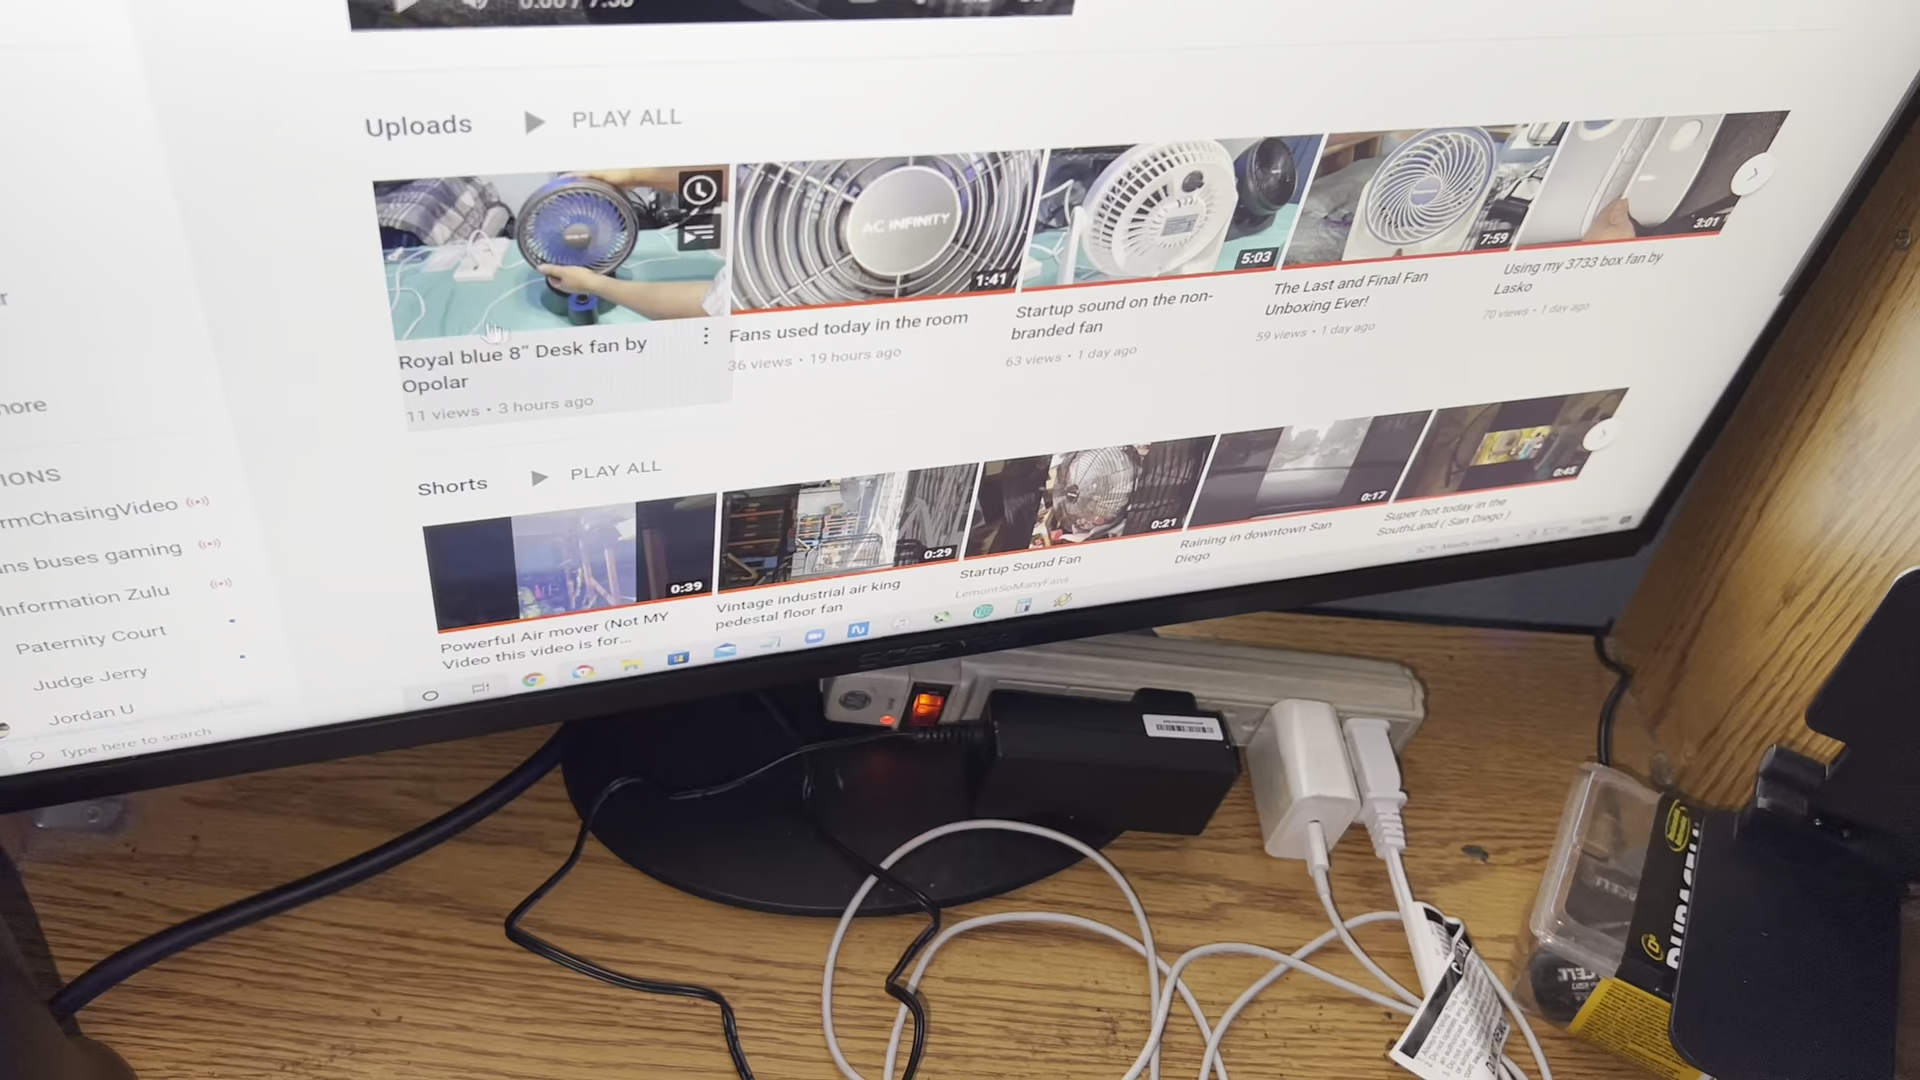 0:00 / 7:30
Uploads PLAY ALL
AC INFINITY
1:41
5:03
7:59
3:01
Royal blue 8" Desk fan by
Opolar
11 views • 3 hours ago
Fans used today in the room
36 views • 19 hours ago
Startup sound on the non-
branded fan
63 views • 1 day ago
The Last and Final Fan
Unboxing Ever!
59 views • 1 day ago
Using my 3733 box fan by
Lasko
70 views • 1 day ago
r
more
IONS
rmChasingVideo
ns buses gaming
Information Zulu
Paternity Court
Judge Jerry
Jordan U
Shorts PLAY ALL
0:39
0:29
0:21
0:17
0:45
Powerful Air mover (Not MY
Video this video is for...
Vintage industrial air king
pedestal floor fan
Startup Sound Fan
LemontSoManyFans
Raining in downtown San
Diego
Super hot today in the
SouthLand ( San Diego )
Type here to search
DURACELL